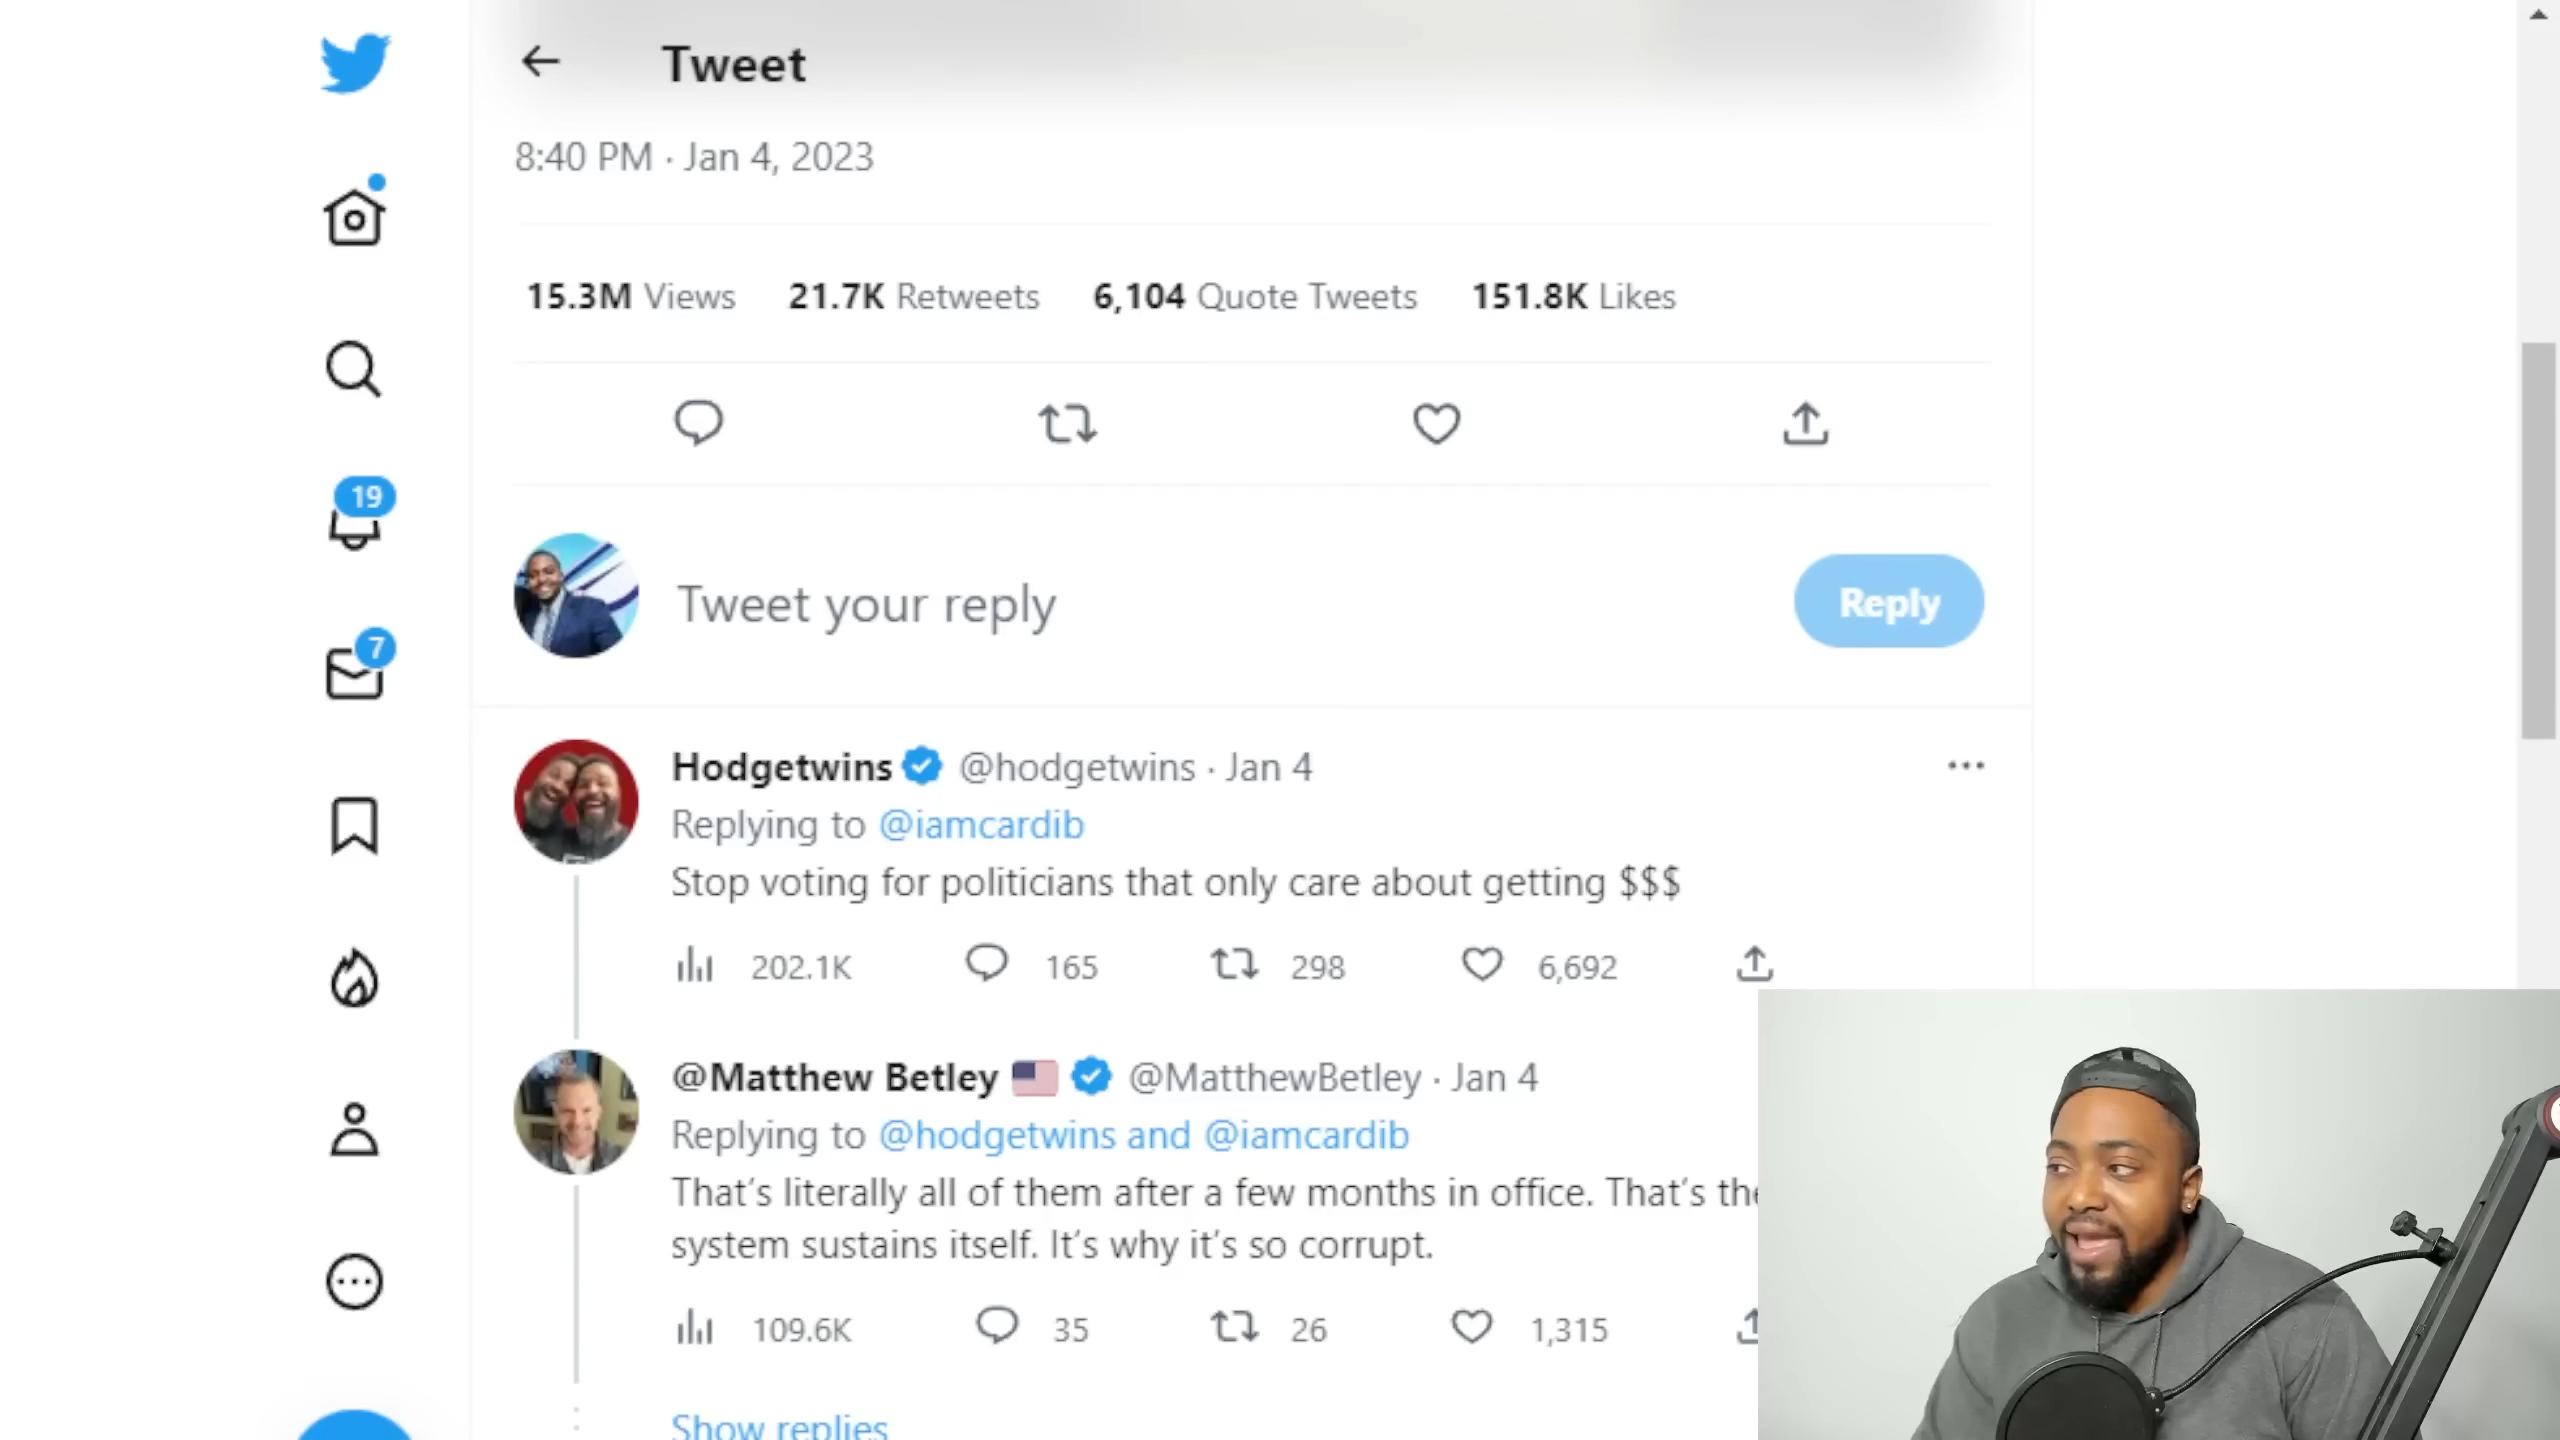 Tweet
8:40 PM · Jan 4, 2023
15.3M Views 21.7K Retweets 6,104 Quote Tweets 151.8K Likes
19
Tweet your reply
Reply
7
Hodgetwins @hodgetwins · Jan 4
Replying to @iamcardib
Stop voting for politicians that only care about getting $$$
202.1K 165 298 6,692
@Matthew Betley @MatthewBetley · Jan 4
Replying to @hodgetwins and @iamcardib
That's literally all of them after a few months in office. That's
system sustains itself. It's why it's so corrupt.
109.6K 35 26 1,315
Show replies